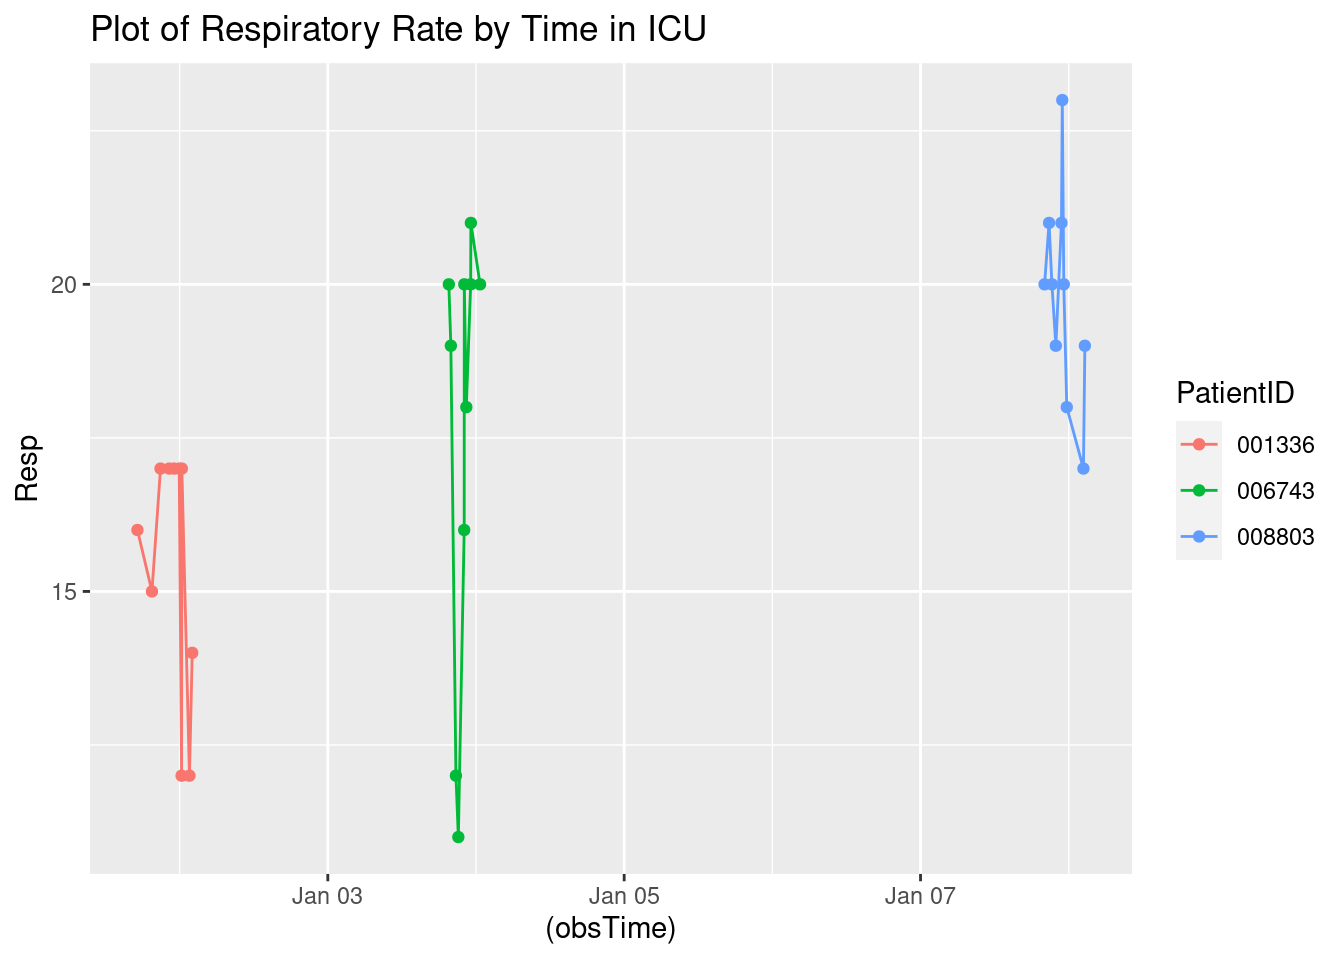 Plot of Respiratory Rate by Time in ICU
Resp
20
15
Jan 03
Jan 05
Jan 07
(obsTime)
PatientID
001336
006743
008803